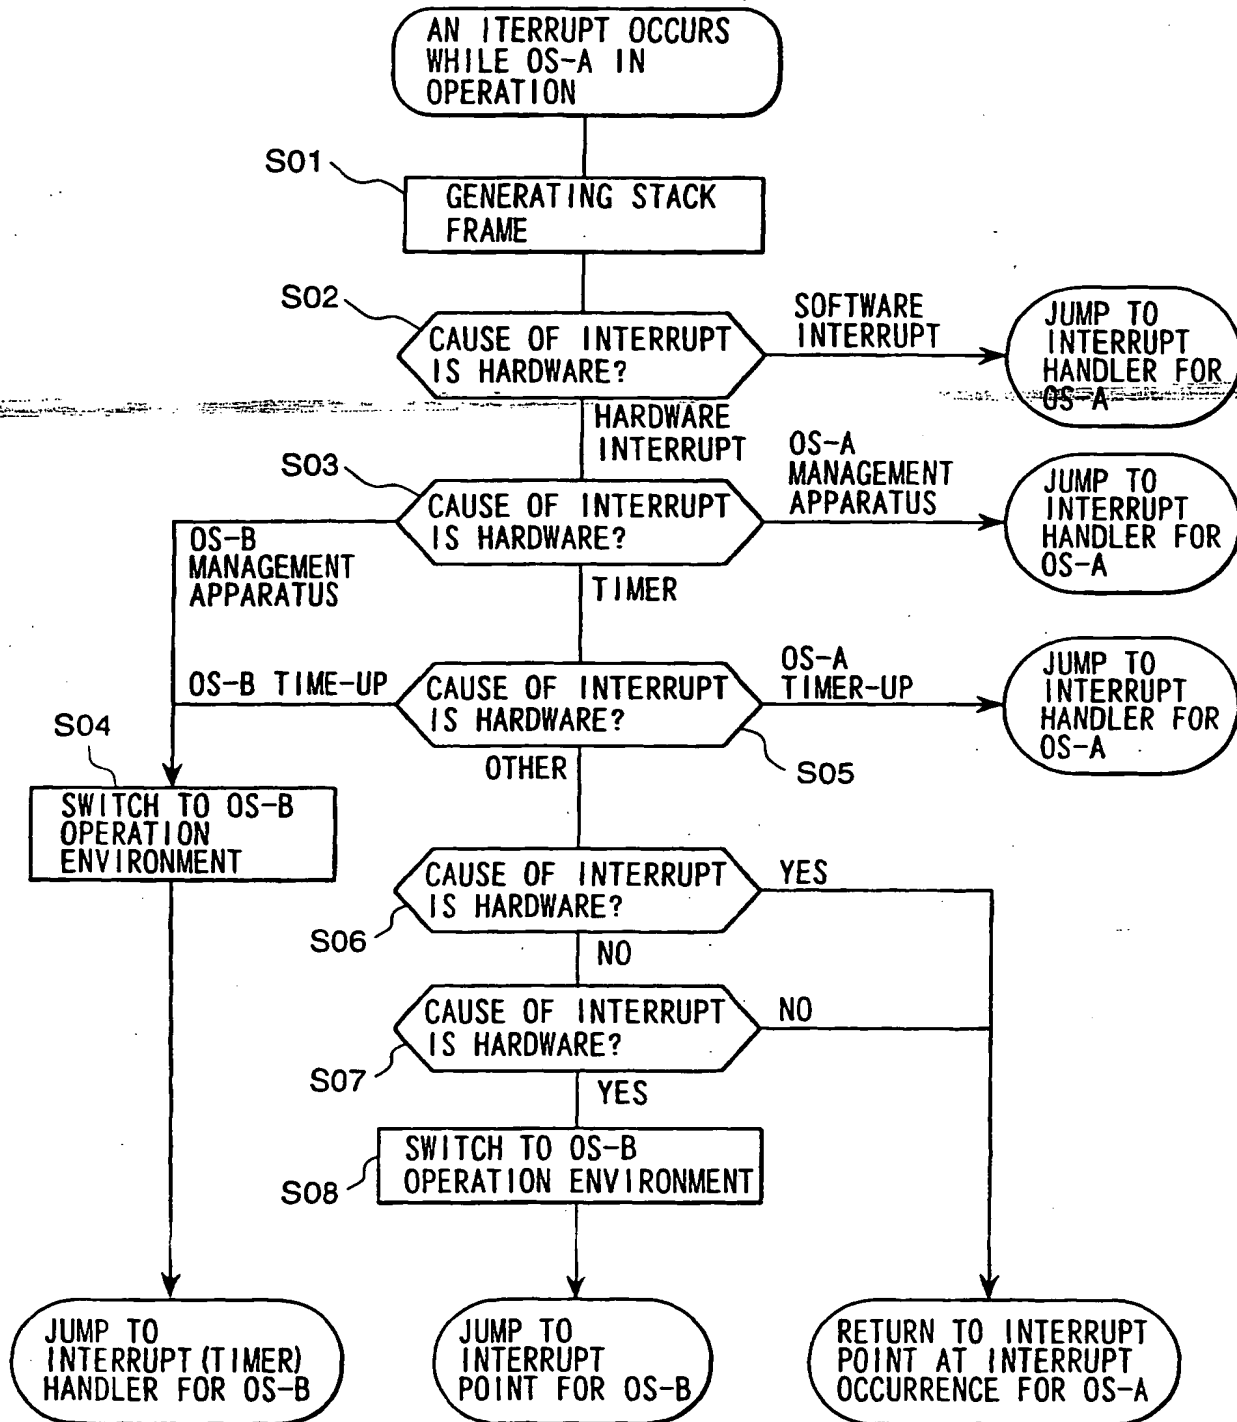 AN ITERRUPT OCCURS
WHILE OS-A IN
OPERATION
S01
GENERATING STACK
FRAME
S02
CAUSE OF INTERRUPT
IS HARDWARE?
SOFTWARE
INTERRUPT
JUMP TO
INTERRUPT
HANDLER FOR
OS-A
HARDWARE
INTERRUPT
S03
CAUSE OF INTERRUPT
IS HARDWARE?
OS-A
MANAGEMENT
APPARATUS
JUMP TO
INTERRUPT
HANDLER FOR
OS-A
OS-B
MANAGEMENT
APPARATUS
TIMER
OS-B TIME-UP
CAUSE OF INTERRUPT
IS HARDWARE?
OS-A
TIMER-UP
JUMP TO
INTERRUPT
HANDLER FOR
OS-A
S04
S05
OTHER
SWITCH TO OS-B
OPERATION
ENVIRONMENT
CAUSE OF INTERRUPT
IS HARDWARE?
YES
S06
NO
CAUSE OF INTERRUPT
IS HARDWARE?
NO
S07
YES
SWITCH TO OS-B
OPERATION ENVIRONMENT
S08
JUMP TO
INTERRUPT (TIMER)
HANDLER FOR OS-B
JUMP TO
INTERRUPT
POINT FOR OS-B
RETURN TO INTERRUPT
POINT AT INTERRUPT
OCCURRENCE FOR OS-A